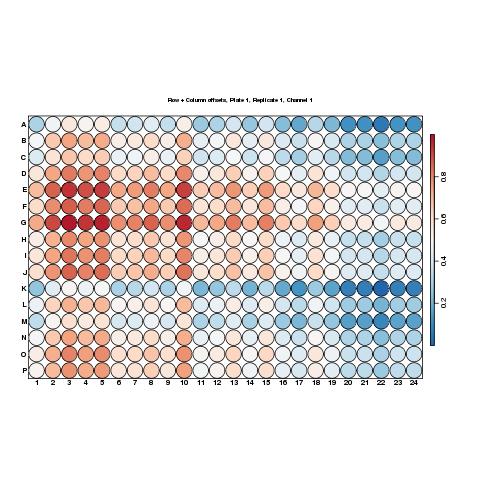 Row + Column offsets, Plate 1, Replicate 1, Channel 1
A
B
C
D
E
F
G
H
I
J
K
L
M
N
O
P
1 2 3 4 5 6 7 8 9 10 11 12 13 14 15 16 17 18 19 20 21 22 23 24
0.8
0.6
0.4
0.2